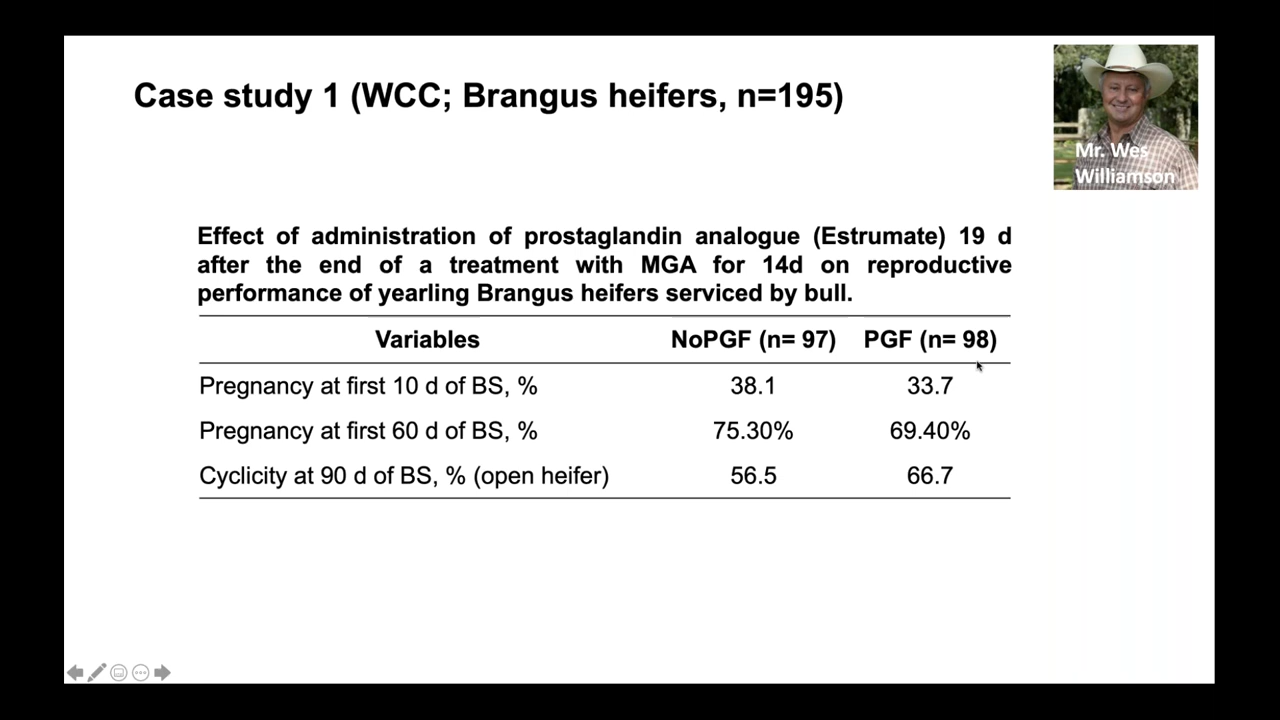 Case study 1 (WCC; Brangus heifers, n=195)
Mr. Wes
Williamson
Effect of administration of prostaglandin analogue (Estrumate) 19 d
after the end of a treatment with MGA for 14d on reproductive
performance of yearling Brangus heifers serviced by bull.
Variables NoPGF (n= 97) PGF (n= 98)
Pregnancy at first 10 d of BS, % 38.1 33.7
Pregnancy at first 60 d of BS, % 75.30% 69.40%
Cyclicity at 90 d of BS, % (open heifer) 56.5 66.7